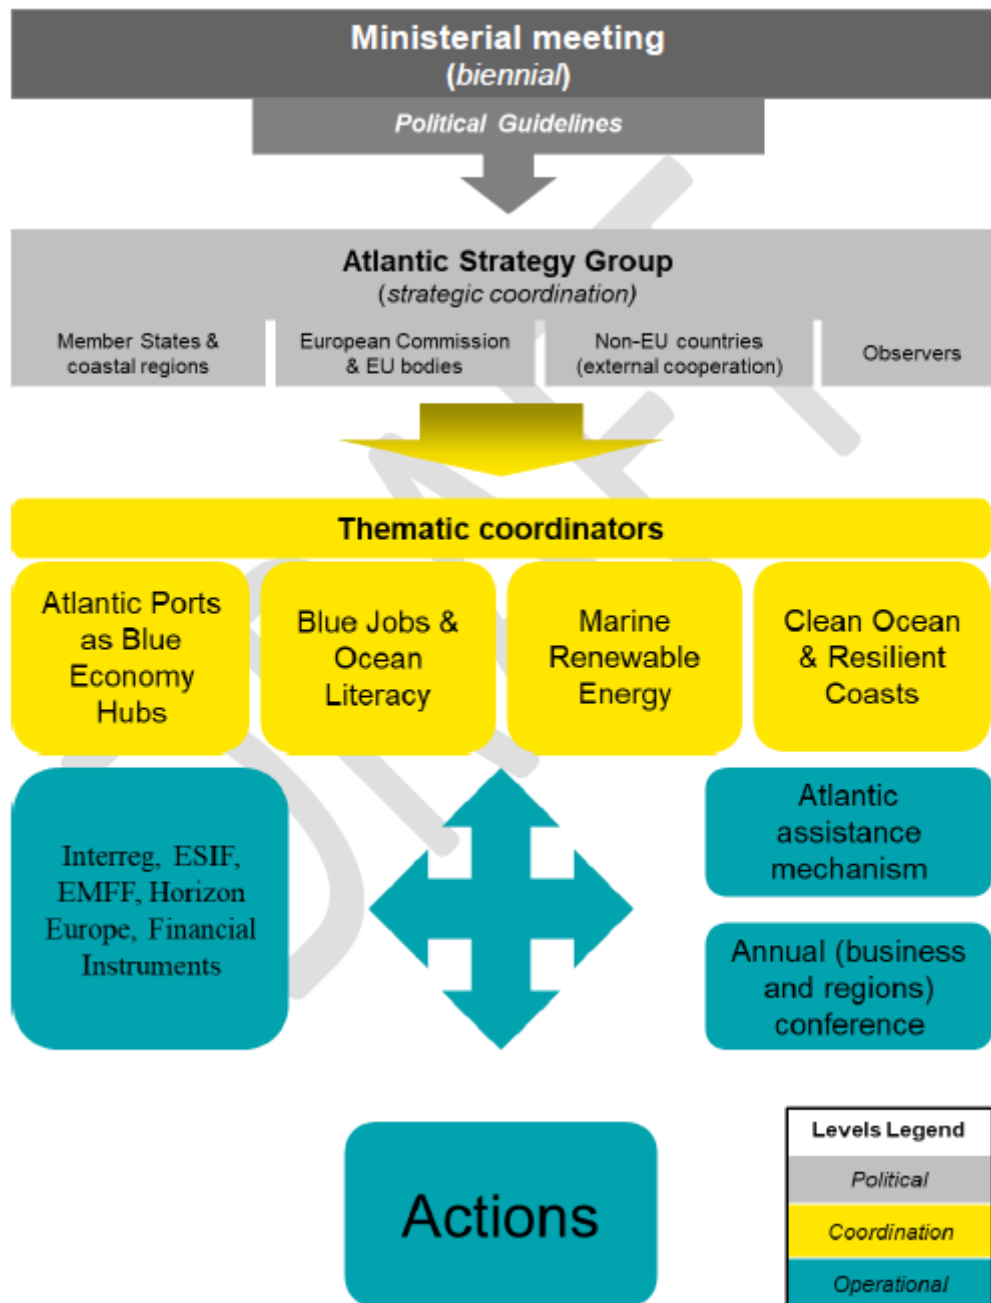 Ministerial meeting
(biennial)
Political Guidelines
Atlantic Strategy Group
(strategic coordination)
Member States &
coastal regions
European Commission
& EU bodies
Non-EU countries
(external cooperation)
Observers
Thematic coordinators
Atlantic Ports
as Blue
Economy
Hubs
Blue Jobs &
Ocean
Literacy
Marine
Renewable
Energy
Clean Ocean
& Resilient
Coasts
Interreg, ESIF,
EMFF, Horizon
Europe, Financial
Instruments
Atlantic
assistance
mechanism
Annual (business
and regions)
conference
Actions
Levels Legend
Political
Coordination
Operational
DRAFT